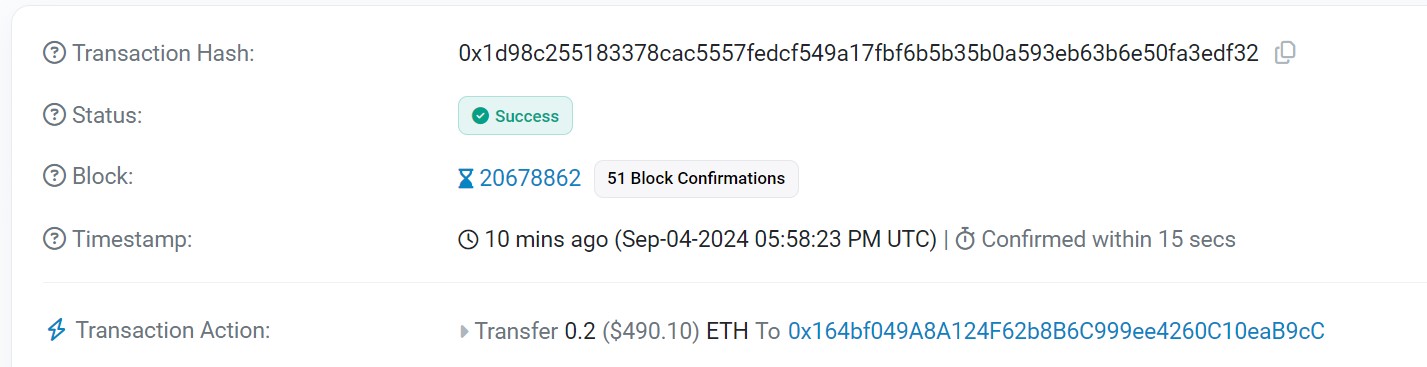 Transaction Hash: 0x1d98c255183378cac5557fedcf549a17fbf6b5b35b0a593eb63b6e50fa3edf32
Status: Success
Block: 20678862 51 Block Confirmations
Timestamp: 10 mins ago (Sep-04-2024 05:58:23 PM UTC) | Confirmed within 15 secs
Transaction Action: Transfer 0.2 ($490.10) ETH To 0x164bf049A8A124F62b8B6C999ee4260C10eaB9cC